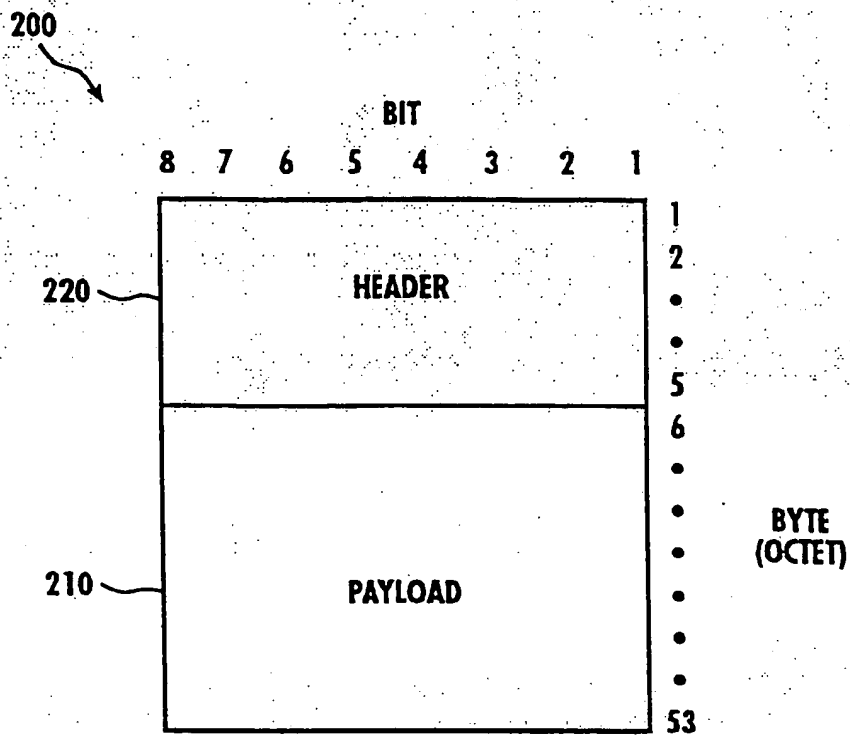 200
BIT
8 7 6 5 4 3 2 1
1
2
220
HEADER
5
6
BYTE
(OCTET)
210
PAYLOAD
53